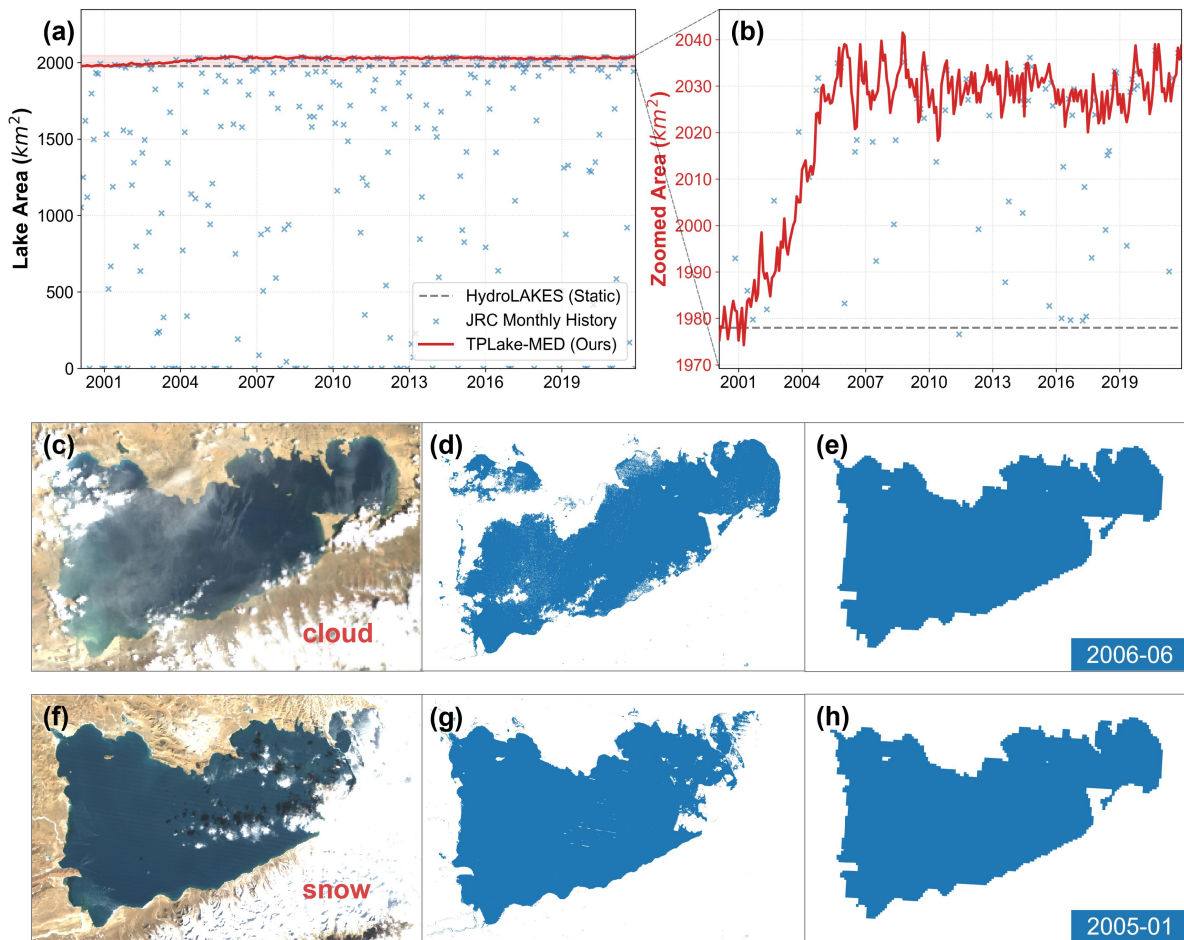 (a)
Lake Area (km²)
2000
1500
1000
500
0
2001 2004 2007 2010 2013 2016 2019
HydroLAKES (Static)
JRC Monthly History
TPLake-MED (Ours)
(b)
Zoomed Area (km²)
2040
2030
2020
2010
2000
1990
1980
1970
2001 2004 2007 2010 2013 2016 2019
(c)
cloud
(d)
(e)
2006-06
(f)
snow
(g)
(h)
2005-01